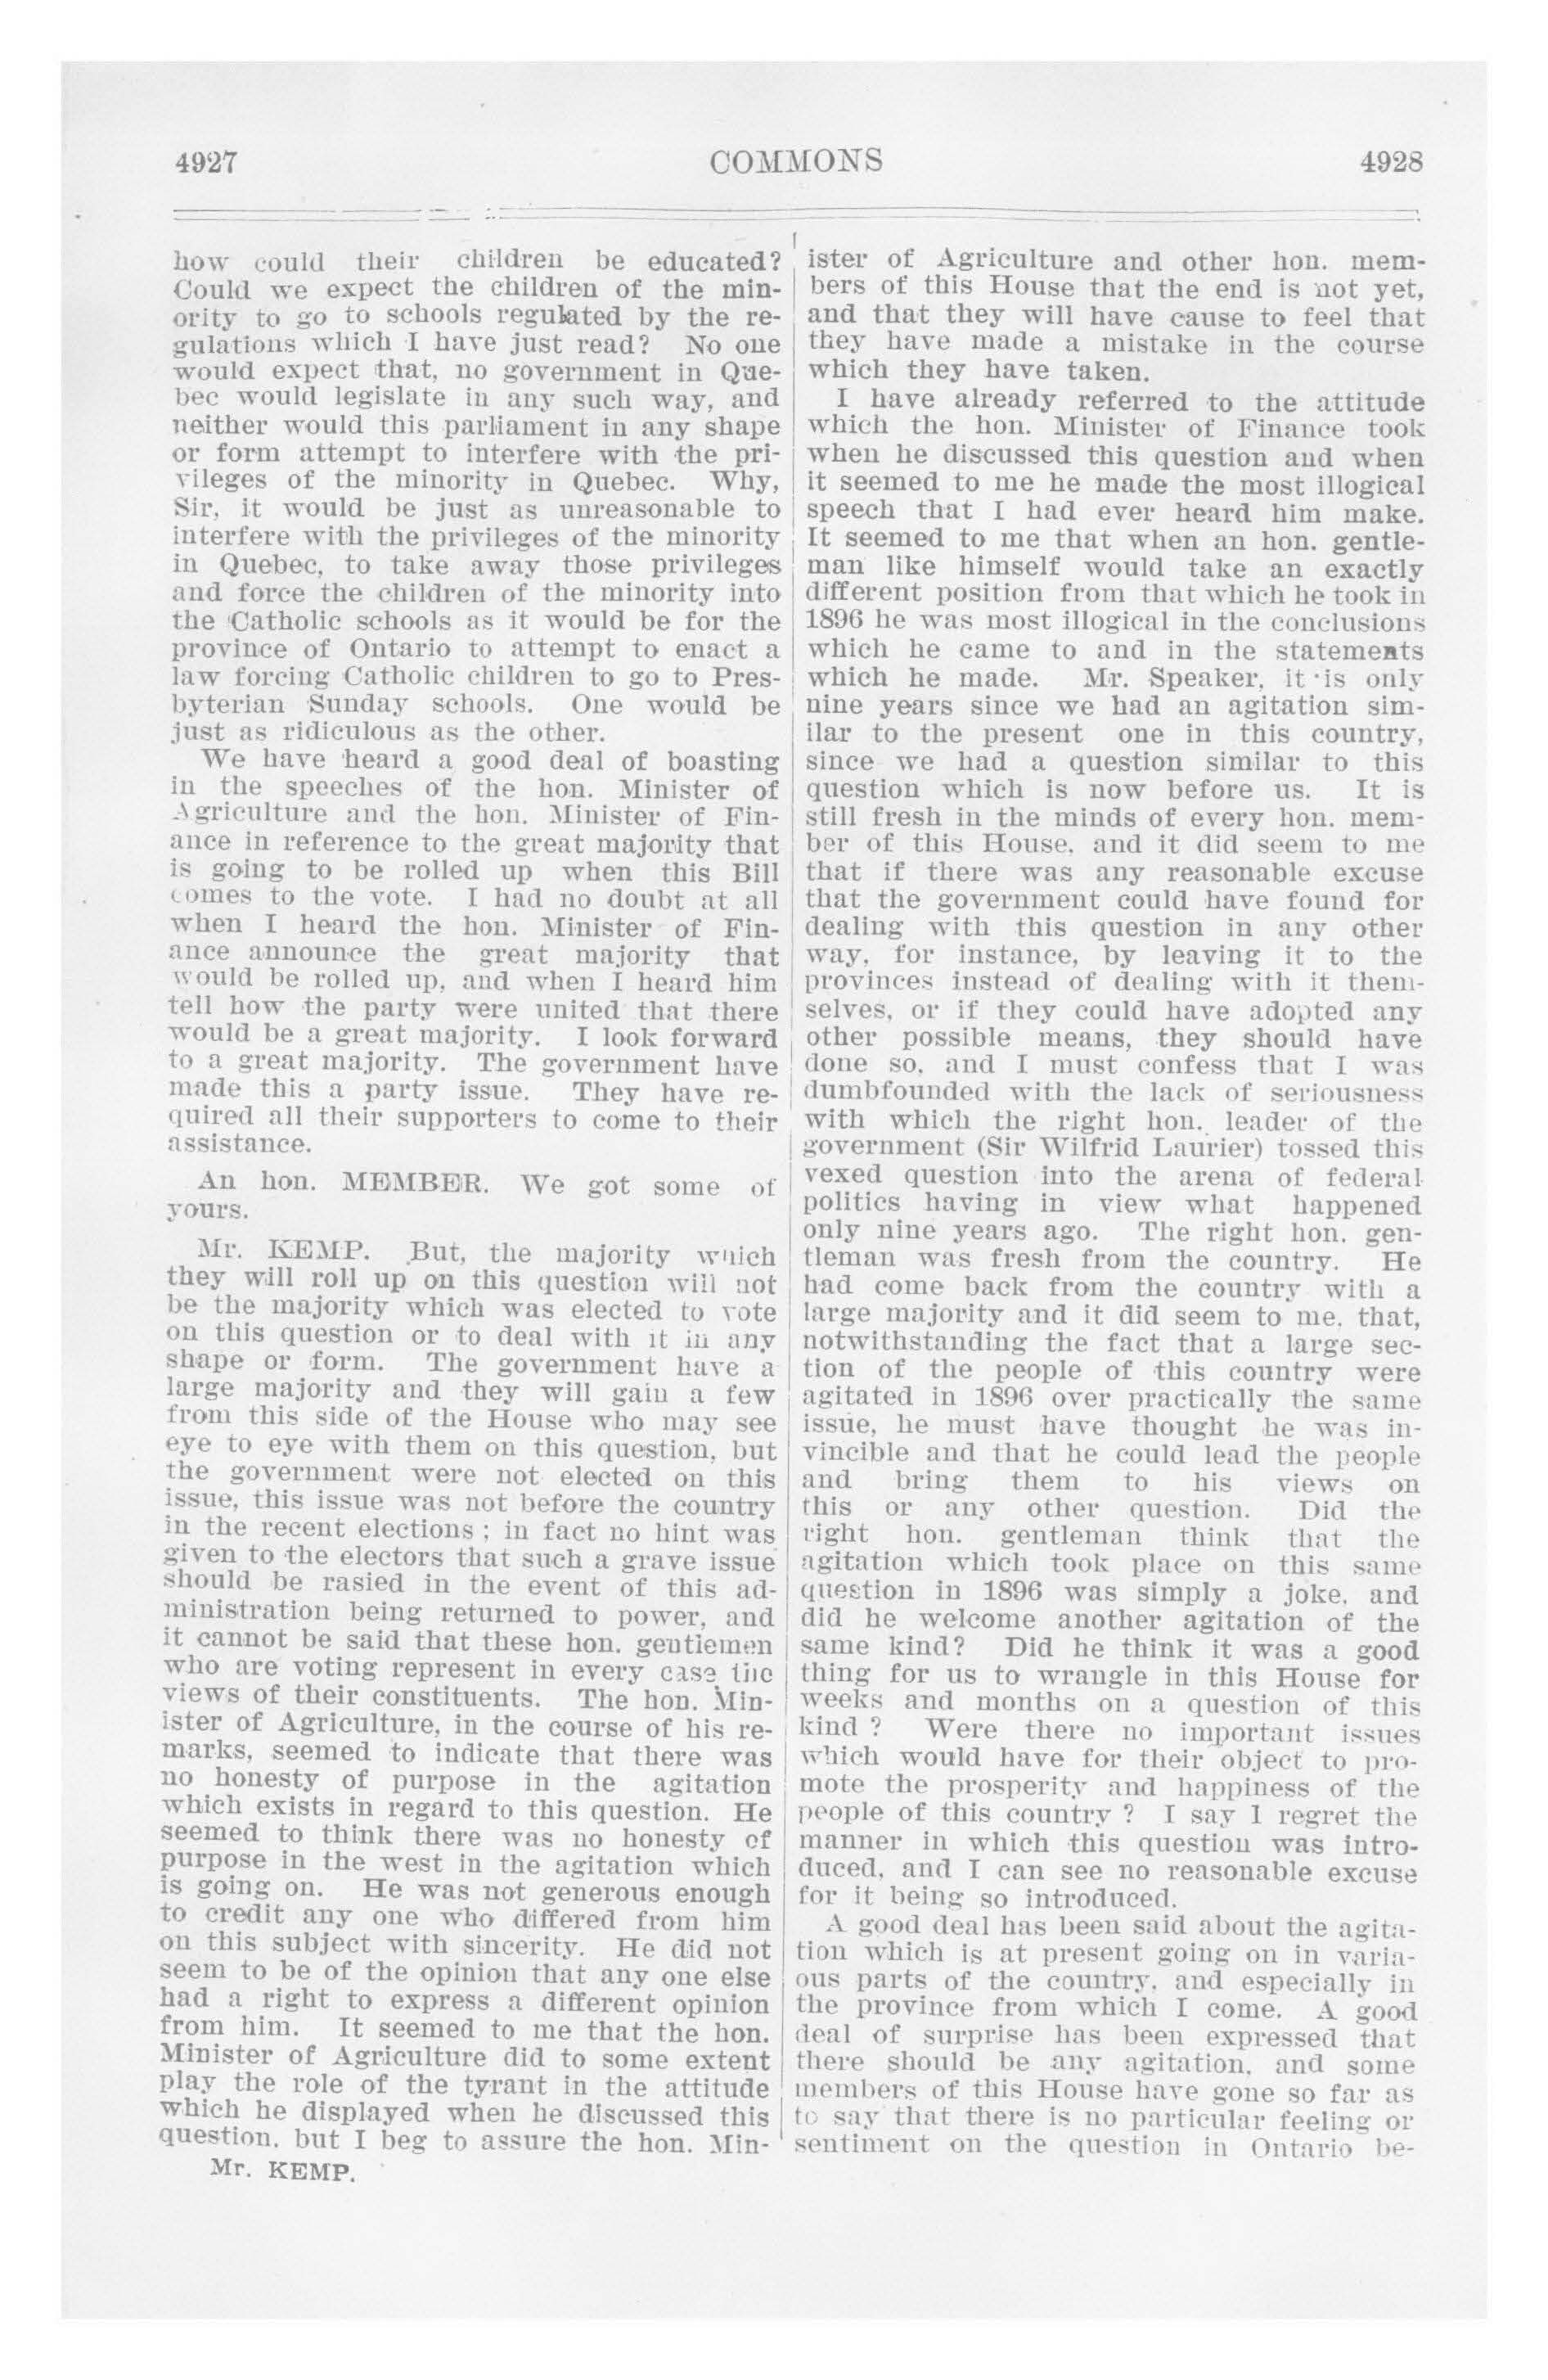 4927 COMMONS 4928
how could their children be educated?
Could we expect the children of the min-
ority to go to schools regulated by the re-
gulations which I have just read? No one
would expect that, no government in Que-
bec would legislate in any such way, and
neither would this parliament in any shape
or form attempt to interfere with the pri-
vileges of the minority in Quebec. Why,
Sir, it would be just as unreasonable to
interfere with the privileges of the minority
in Quebec, to take away those privileges
and force the children of the minority into
the Catholic schools as it would be for the
province of Ontario to attempt to enact a
law forcing Catholic children to go to Pres-
byterian Sunday schools. One would be
just as ridiculous as the other.
We have heard a good deal of boasting
in the speeches of the hon. Minister of
Agriculture and the hon. Minister of Fin-
ance in reference to the great majority that
is going to be rolled up when this Bill
comes to the vote. I had no doubt at all
when I heard the hon. Minister of Fin-
ance announce the great majority that
would be rolled up, and when I heard him
tell how the party were united that there
would be a great majority. I look forward
to a great majority. The government have
made this a party issue. They have re-
quired all their supporters to come to their
assistance.
An hon. MEMBER. We got some of
yours.
Mr. KEMP. But, the majority which
they will roll up on this question will not
be the majority which was elected to vote
on this question or to deal with it in any
shape or form. The government have a
large majority and they will gain a few
from this side of the House who may see
eye to eye with them on this question, but
the government were not elected on this
issue, this issue was not before the country
in the recent elections ; in fact no hint was
given to the electors that such a grave issue
should be rasied in the event of this ad-
ministration being returned to power, and
it cannot be said that these hon. gentlemen
who are voting represent in every case the
views of their constituents. The hon. Min-
ister of Agriculture, in the course of his re-
marks, seemed to indicate that there was
no honesty of purpose in the agitation
which exists in regard to this question. He
seemed to think there was no honesty of
purpose in the west in the agitation which
is going on. He was not generous enough
to credit any one who differed from him
on this subject with sincerity. He did not
seem to be of the opinion that any one else
had a right to express a different opinion
from him. It seemed to me that the hon.
Minister of Agriculture did to some extent
play the role of the tyrant in the attitude
which he displayed when he discussed this
question, but I beg to assure the hon. Min-
Mr. KEMP.
ister of Agriculture and other hon. mem-
bers of this House that the end is not yet,
and that they will have cause to feel that
they have made a mistake in the course
which they have taken.
I have already referred to the attitude
which the hon. Minister of Finance took
when he discussed this question and when
it seemed to me he made the most illogical
speech that I had ever heard him make.
It seemed to me that when an hon. gentle-
man like himself would take an exactly
different position from that which he took in
1896 he was most illogical in the conclusions
which he came to and in the statements
which he made. Mr. Speaker, it is only
nine years since we had an agitation sim-
ilar to the present one in this country,
since we had a question similar to this
question which is now before us. It is
still fresh in the minds of every hon. mem-
ber of this House, and it did seem to me
that if there was any reasonable excuse
that the government could have found for
dealing with this question in any other
way, for instance, by leaving it to the
provinces instead of dealing with it them-
selves, or if they could have adopted any
other possible means, they should have
done so, and I must confess that I was
dumbfounded with the lack of seriousness
with which the right hon. leader of the
government (Sir Wilfrid Laurier) tossed this
vexed question into the arena of federal
politics having in view what happened
only nine years ago. The right hon. gen-
tleman was fresh from the country. He
had come back from the country with a
large majority and it did seem to me, that,
notwithstanding the fact that a large sec-
tion of the people of this country were
agitated in 1896 over practically the same
issue, he must have thought he was in-
vincible and that he could lead the people
and bring them to his views on
this or any other question. Did the
right hon. gentleman think that the
agitation which took place on this same
question in 1896 was simply a joke, and
did he welcome another agitation of the
same kind? Did he think it was a good
thing for us to wrangle in this House for
weeks and months on a question of this
kind ? Were there no important issues
which would have for their object to pro-
mote the prosperity and happiness of the
people of this country ? I say I regret the
manner in which this question was intro-
duced, and I can see no reasonable excuse
for it being so introduced.
A good deal has been said about the agita-
tion which is at present going on in varia-
ous parts of the country, and especially in
the province from which I come. A good
deal of surprise has been expressed that
there should be any agitation, and some
members of this House have gone so far as
to say that there is no particular feeling or
sentiment on the question in Ontario be-